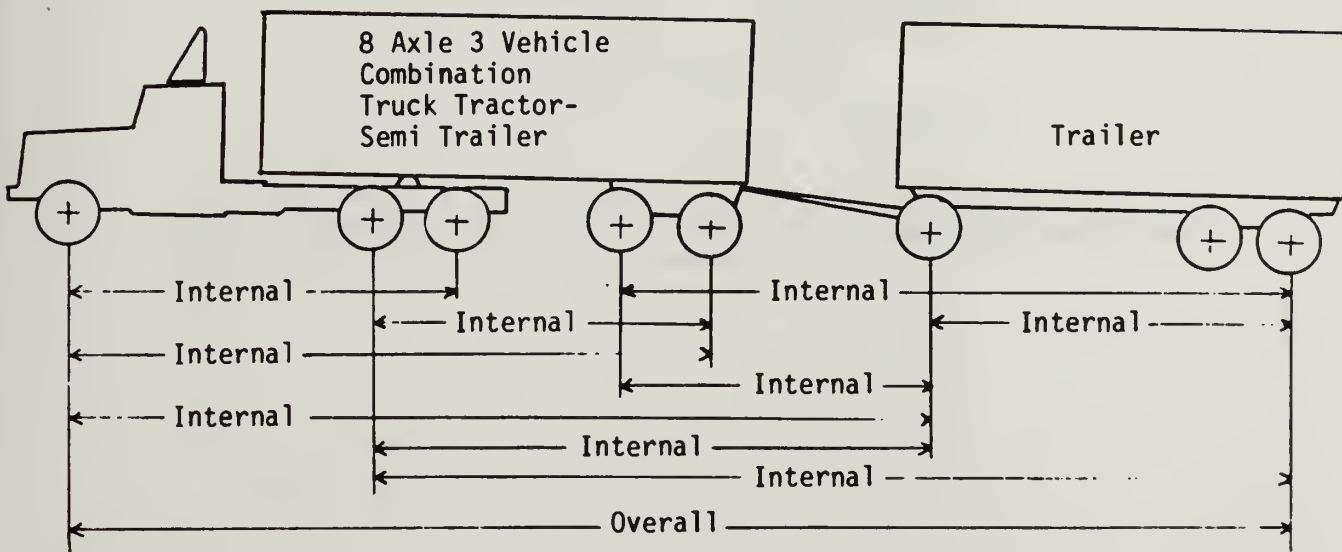 8 Axle 3 Vehicle
Combination
Truck Tractor-
Semi Trailer
Trailer
Internal
Internal
Internal
Internal
Internal
Internal
Internal
Internal
Internal
Overall